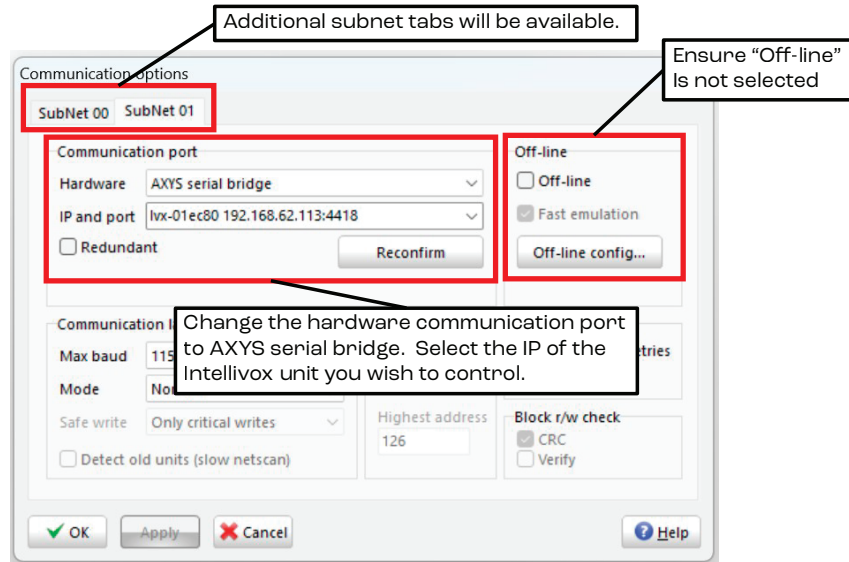 Additional subnet tabs will be available.
Ensure “Off-line”
Is not selected
Communication options
SubNet 00 SubNet 01
Communication port
Hardware AXYS serial bridge
IP and port lvx-01ec80 192.168.62.113:4418
Redundant
Reconfirm
Off-line
Off-line
Fast emulation
Off-line config...
Change the hardware communication port
to AXYS serial bridge. Select the IP of the
Intellivox unit you wish to control.
Communication
Max baud 115
Mode
Safe write Only critical writes
Detect old units (slow netscan)
Highest address
126
Block r/w check
CRC
Verify
OK Apply Cancel Help